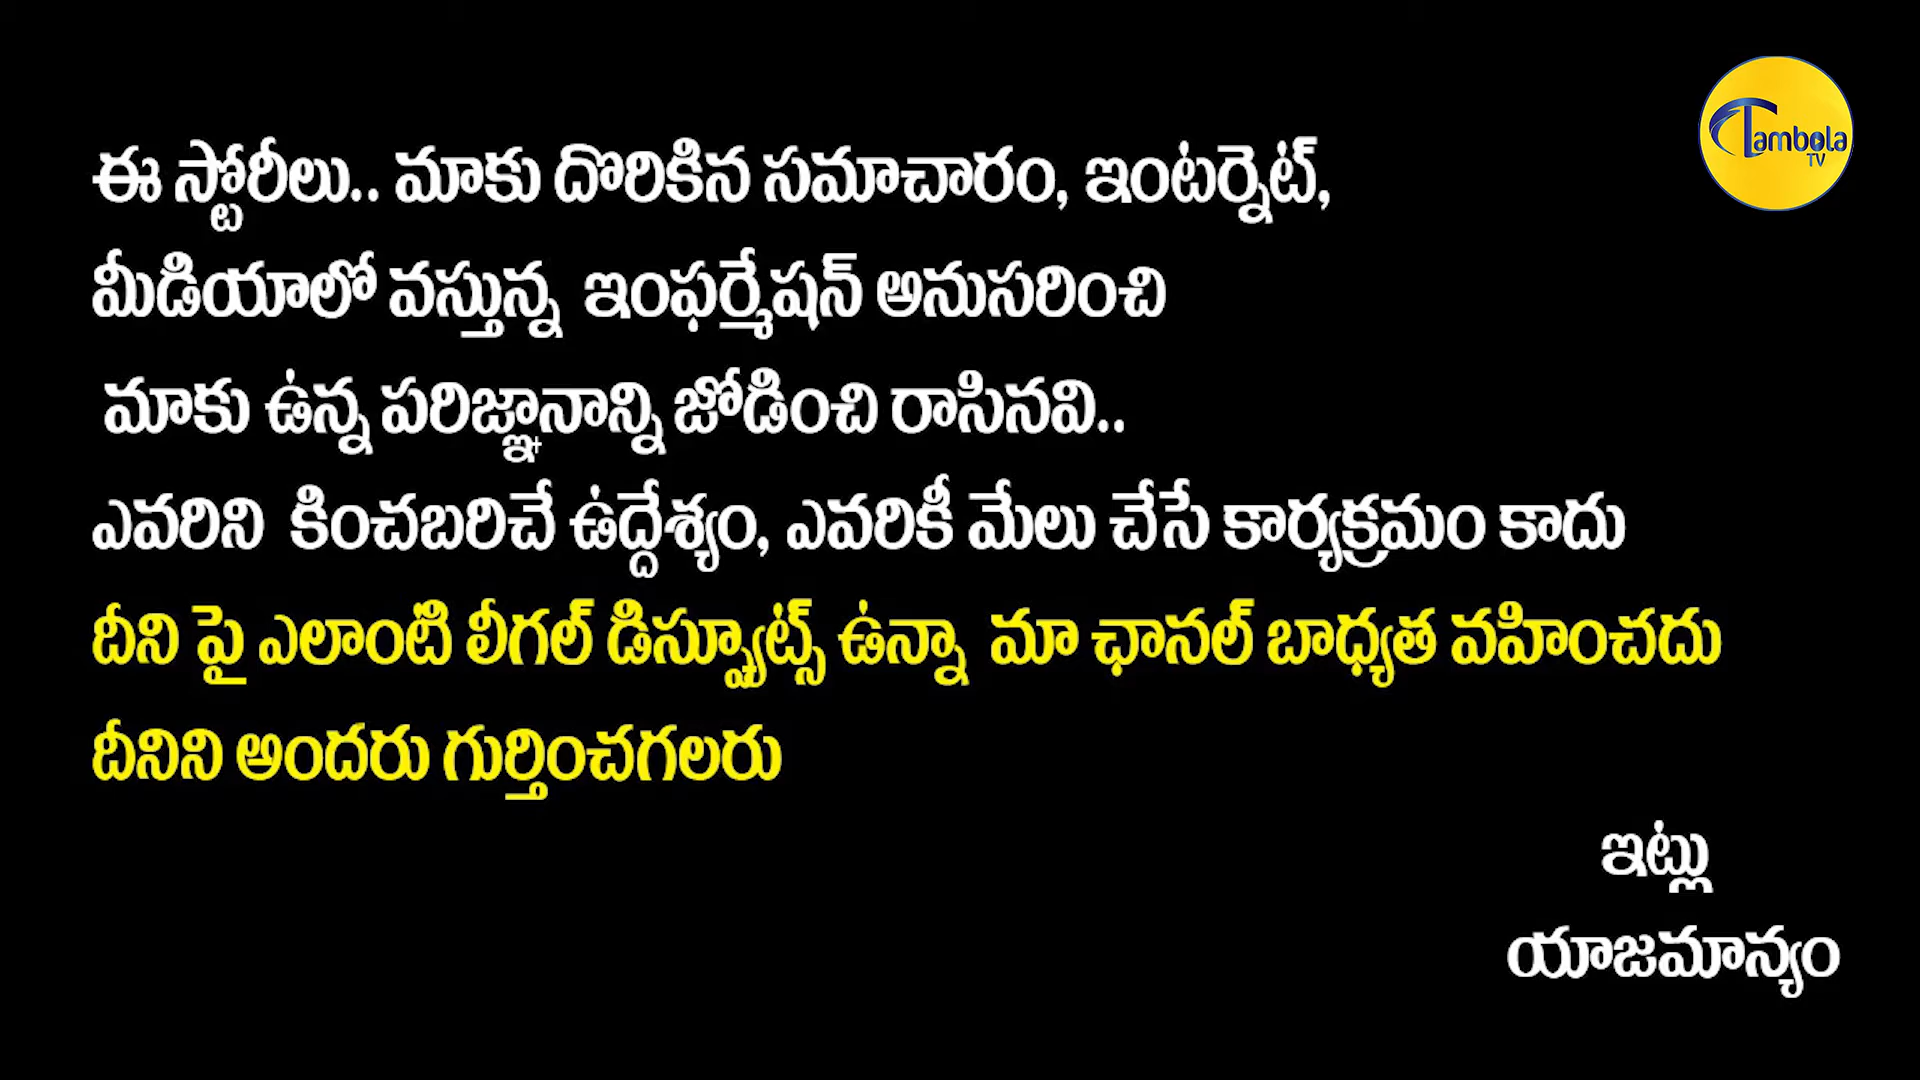 Tambola
TV
ఈ స్టోరీలు.. మాకు దొరికిన సమాచారం, ఇంటర్నెట్,
మీడియాలో వస్తున్న ఇంఫర్మేషన్ అనుసరించి
మాకు ఉన్న పరిజ్ఞానాన్ని జోడించి రాసినవి..
ఎవరిని కించబరిచే ఉద్దేశ్యం, ఎవరికీ మేలు చేసే కార్యక్రమం కాదు
దీని పై ఎలాంటి లీగల్ డిస్ప్యూట్స్ ఉన్నా మా ఛానల్ బాధ్యత వహించదు
దీనిని అందరు గుర్తించగలరు
ఇట్లు
యాజమాన్యం